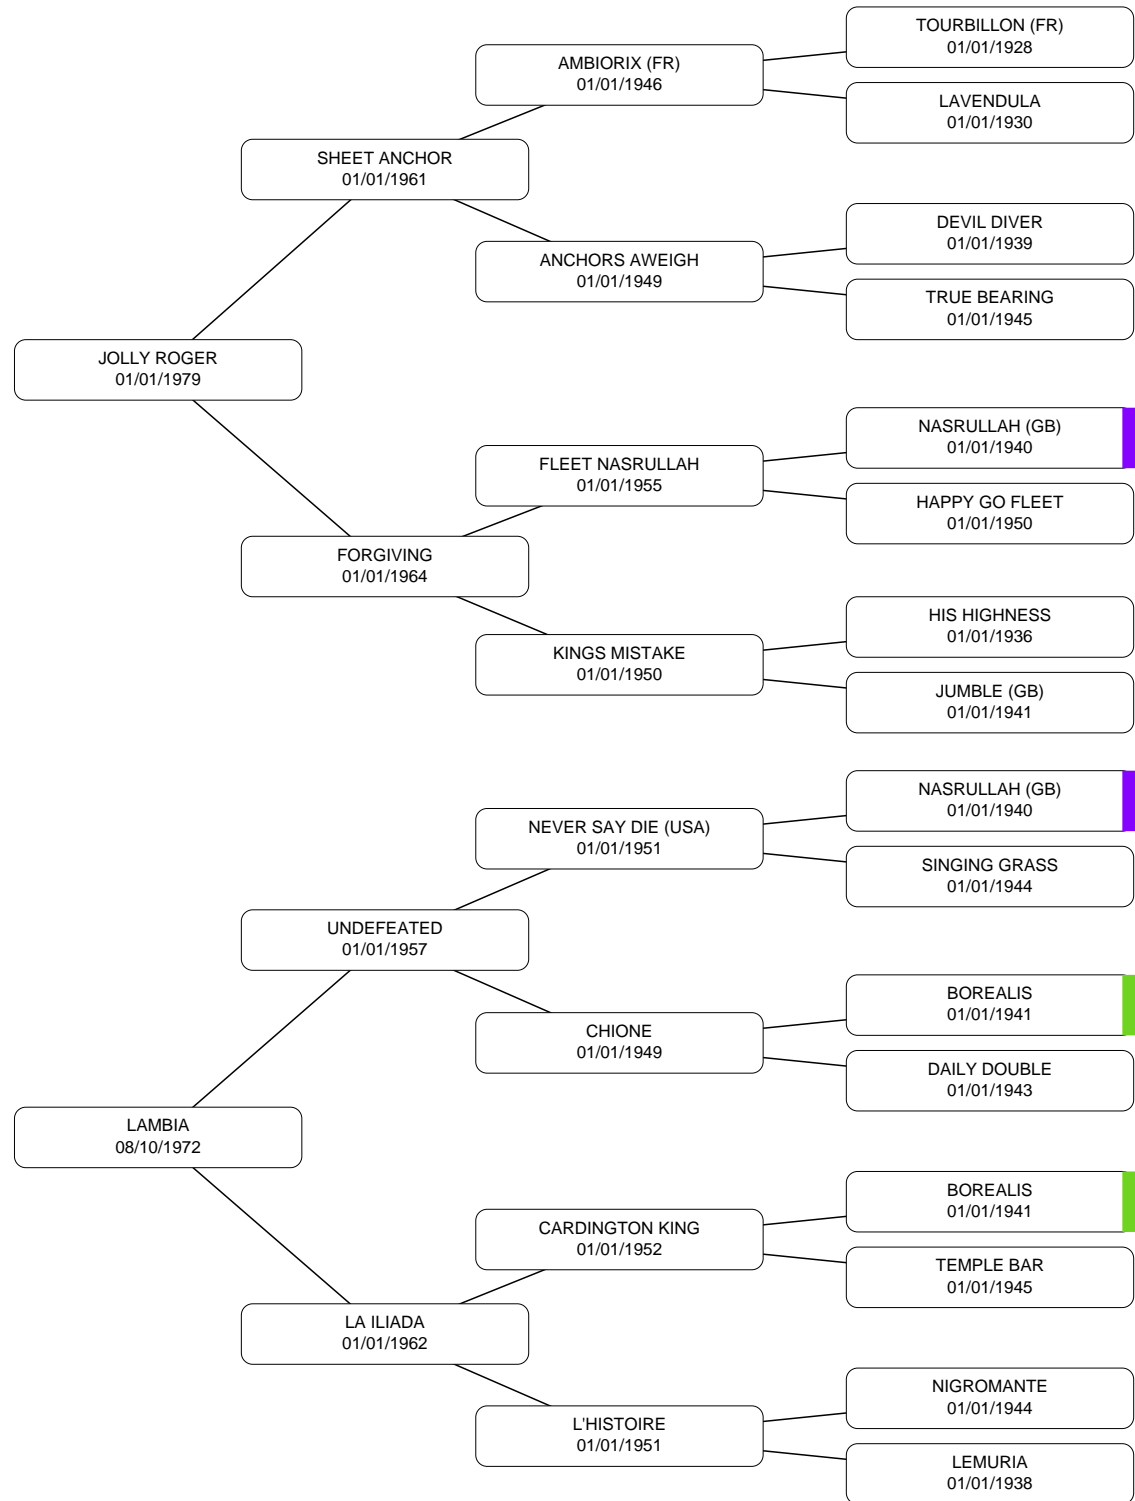 TOURBILLON (FR)
01/01/1928
AMBIORIX (FR)
01/01/1946
LAVENDULA
01/01/1930
SHEET ANCHOR
01/01/1961
DEVIL DIVER
01/01/1939
ANCHORS AWEIGH
01/01/1949
TRUE BEARING
01/01/1945
JOLLY ROGER
01/01/1979
NASRULLAH (GB)
01/01/1940
FLEET NASRULLAH
01/01/1955
HAPPY GO FLEET
01/01/1950
FORGIVING
01/01/1964
HIS HIGHNESS
01/01/1936
KINGS MISTAKE
01/01/1950
JUMBLE (GB)
01/01/1941
NASRULLAH (GB)
01/01/1940
NEVER SAY DIE (USA)
01/01/1951
SINGING GRASS
01/01/1944
UNDEFEATED
01/01/1957
BOREALIS
01/01/1941
CHIONE
01/01/1949
DAILY DOUBLE
01/01/1943
LAMBIA
08/10/1972
BOREALIS
01/01/1941
CARDINGTON KING
01/01/1952
TEMPLE BAR
01/01/1945
LA ILIADA
01/01/1962
NIGROMANTE
01/01/1944
L'HISTOIRE
01/01/1951
LEMURIA
01/01/1938